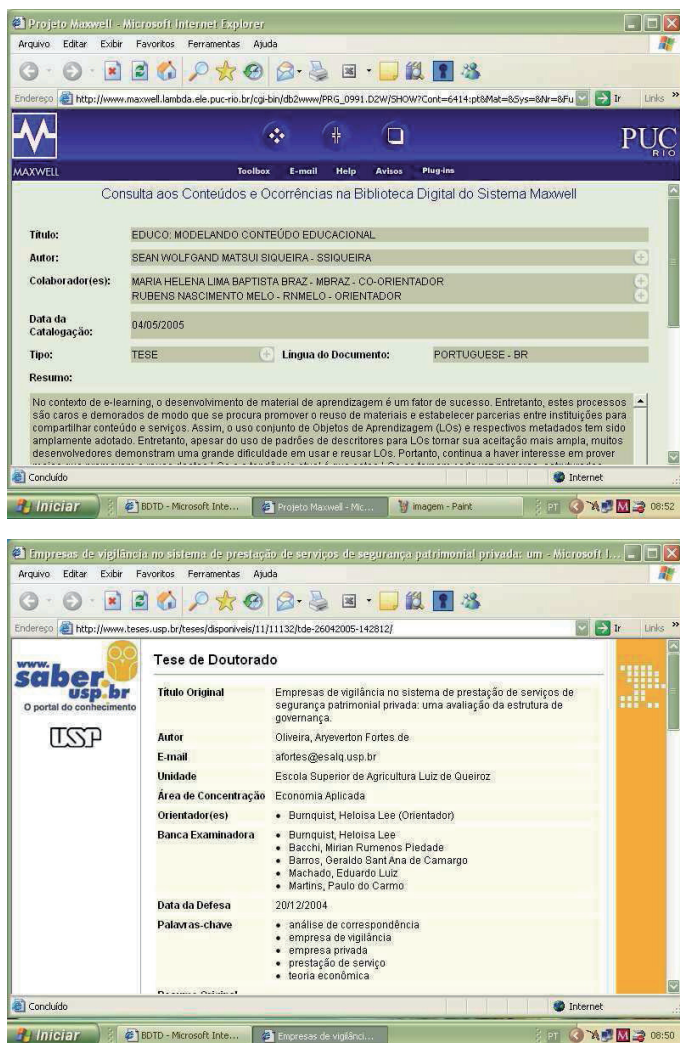 Projeto Maxwell - Microsoft Internet Explorer
Arquivo Editar Exibir Favoritos Ferramentas Ajuda
Endereço http://www.maxwell.lambda.ele.puc-rio.br/cgi-bin/db2www/PRG_0991.D2W/SHOW?Cont=6414:pt&Mat=&Sys=&Nr=&Fu Ir Links »
MAXWELL Toolbox E-mail Help Avisos Plug-ins PUC RIO
Consulta aos Conteúdos e Ocorrências na Biblioteca Digital do Sistema Maxwell
Título: EDUCO: MODELANDO CONTEÚDO EDUCACIONAL
Autor: SEAN WOLFGAND MATSUI SIQUEIRA - SSIQUEIRA
Colaborador(es): MARIA HELENA LIMA BAPTISTA BRAZ - MBRAZ - CO-ORIENTADOR
RUBENS NASCIMENTO MELO - RNMELO - ORIENTADOR
Data da Catalogação: 04/05/2005
Tipo: TESE Língua do Documento: PORTUGUESE - BR
Resumo:
No contexto de e-learning, o desenvolvimento de material de aprendizagem é um fator de sucesso. Entretanto, estes processos
são caros e demorados de modo que se procura promover o reuso de materiais e estabelecer parcerias entre instituições para
compartilhar conteúdo e serviços. Assim, o uso conjunto de Objetos de Aprendizagem (LOs) e respectivos metadados tem sido
amplamente adotado. Entretanto, apesar do uso de padrões de descritores para LOs tornar sua aceitação mais ampla, muitos
desenvolvedores demonstram uma grande dificuldade em usar e reusar LOs. Portanto, continua a haver interesse em prover
Concluído Internet
Iniciar BDTD - Microsoft Inte... Projeto Maxwell - Mic... imagem - Paint PT 08:52
Empresas de vigilância no sistema de prestação de serviços de segurança patrimonial privada: um - Microsoft I...
Arquivo Editar Exibir Favoritos Ferramentas Ajuda
Endereço http://www.teses.usp.br/teses/disponiveis/11/11132/tde-26042005-142812/ Ir Links »
www.
saber.
usp.br
O portal do conhecimento
USP
Tese de Doutorado
Título Original Empresas de vigilância no sistema de prestação de serviços de
segurança patrimonial privada: uma avaliação da estrutura de
governança.
Autor Oliveira, Aryeverton Fortes de
E-mail afortes@esalq.usp.br
Unidade Escola Superior de Agricultura Luiz de Queiroz
Área de Concentração Economia Aplicada
Orientador(es) • Burnquist, Heloisa Lee (Orientador)
Banca Examinadora • Burnquist, Heloisa Lee
• Bacchi, Mirian Rumenos Piedade
• Barros, Geraldo Sant Ana de Camargo
• Machado, Eduardo Luiz
• Martins, Paulo do Carmo
Data da Defesa 20/12/2004
Palavras-chave • análise de correspondência
• empresa de vigilância
• empresa privada
• prestação de serviço
• teoria econômica
Concluído Internet
Iniciar BDTD - Microsoft Inte... Empresas de vigilânci... PT 08:50